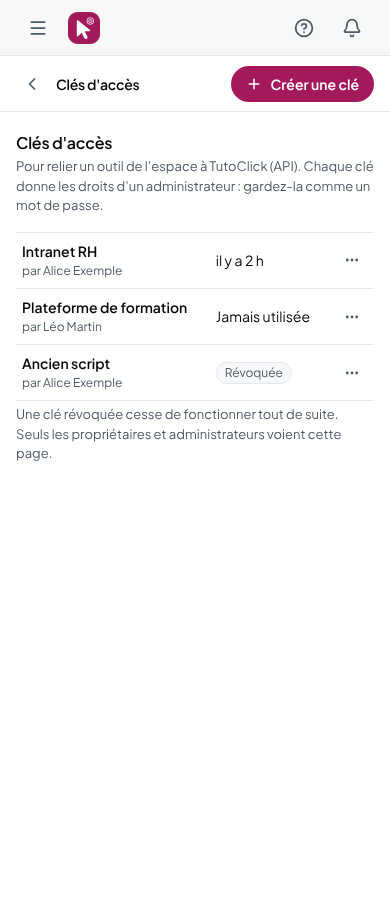 Clés d'accès
Créer une clé
Clés d'accès
Pour relier un outil de l'espace à TutoClick (API). Chaque clé
donne les droits d'un administrateur : gardez-la comme un
mot de passe.
Intranet RH
par Alice Exemple
il y a 2 h
Plateforme de formation
par Léo Martin
Jamais utilisée
Ancien script
par Alice Exemple
Révoquée
Une clé révoquée cesse de fonctionner tout de suite.
Seuls les propriétaires et administrateurs voient cette
page.